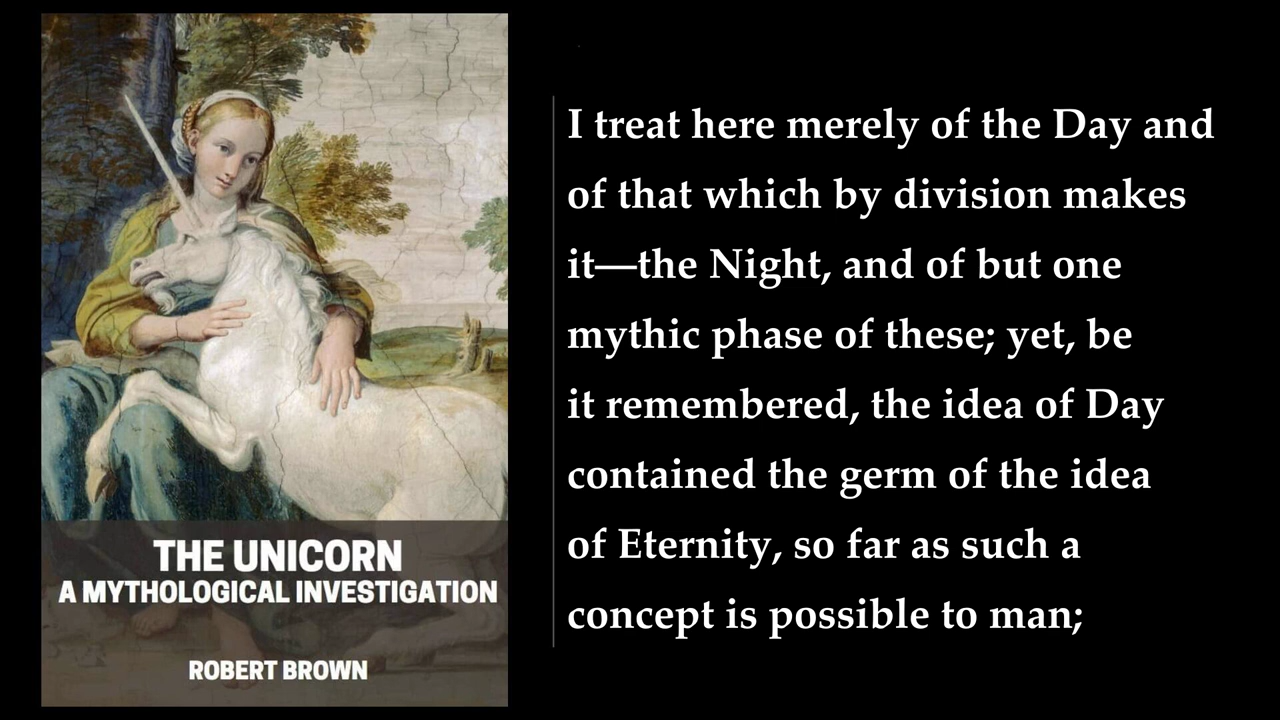 THE UNICORN
A MYTHOLOGICAL INVESTIGATION
ROBERT BROWN
I treat here merely of the Day and
of that which by division makes
it—the Night, and of but one
mythic phase of these; yet, be
it remembered, the idea of Day
contained the germ of the idea
of Eternity, so far as such a
concept is possible to man;